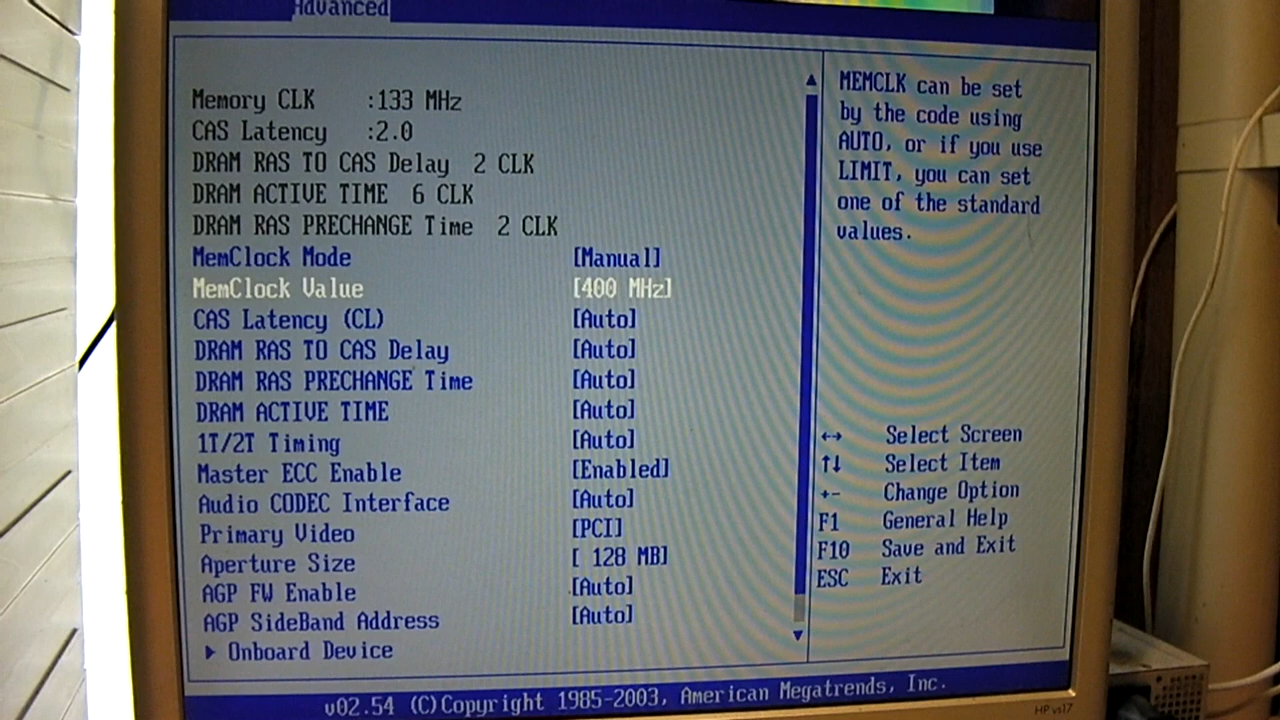 Advanced
Memory CLK :133 MHz
CAS Latency :2.0
DRAM RAS TO CAS Delay 2 CLK
DRAM ACTIVE TIME 6 CLK
DRAM RAS PRECHANGE Time 2 CLK
MemClock Mode [Manual]
MemClock Value [400 MHz]
CAS Latency (CL) [Auto]
DRAM RAS TO CAS Delay [Auto]
DRAM RAS PRECHANGE Time [Auto]
DRAM ACTIVE TIME [Auto]
1T/2T Timing [Auto]
Master ECC Enable [Enabled]
Audio CODEC Interface [Auto]
Primary Video [PCI]
Aperture Size [ 128 MB]
AGP FW Enable [Auto]
AGP SideBand Address [Auto]
Onboard Device
MEMCLK can be set
by the code using
AUTO, or if you use
LIMIT, you can set
one of the standard
values.
↔ Select Screen
↑↓ Select Item
+- Change Option
F1 General Help
F10 Save and Exit
ESC Exit
v02.54 (C)Copyright 1985-2003, American Megatrends, Inc.
HP vs17